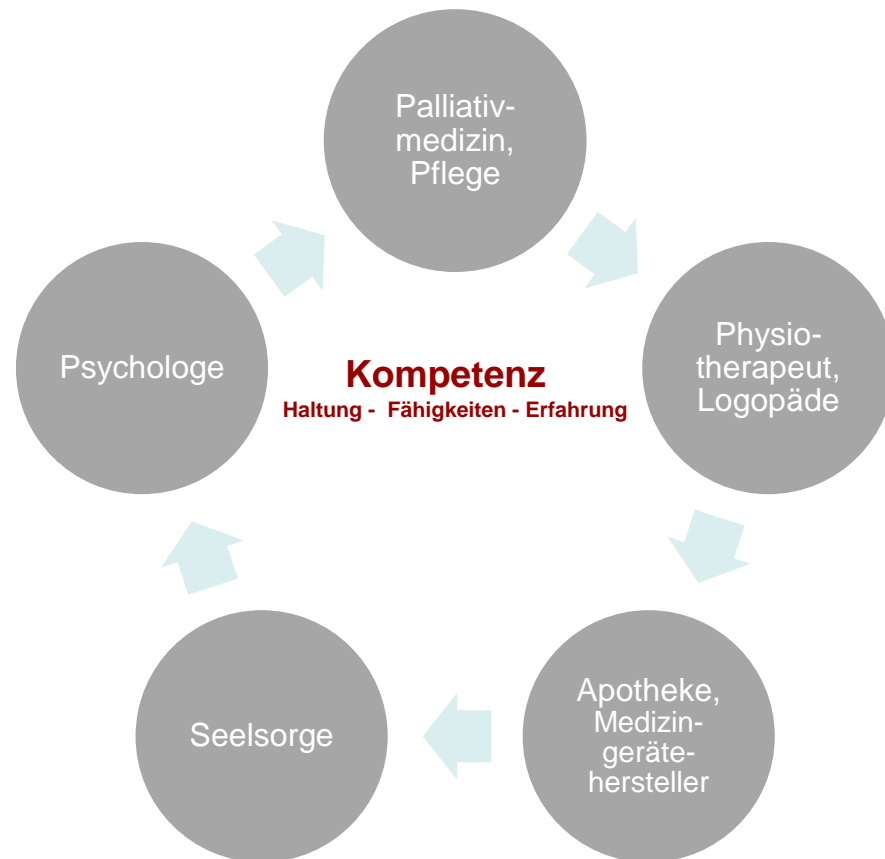 Palliativ-
medizin,
Pflege
Physio-
therapeut,
Logopäde
Apotheke,
Medizin-
geräte-
hersteller
Seelsorge
Psychologe
Kompetenz
Haltung - Fähigkeiten - Erfahrung